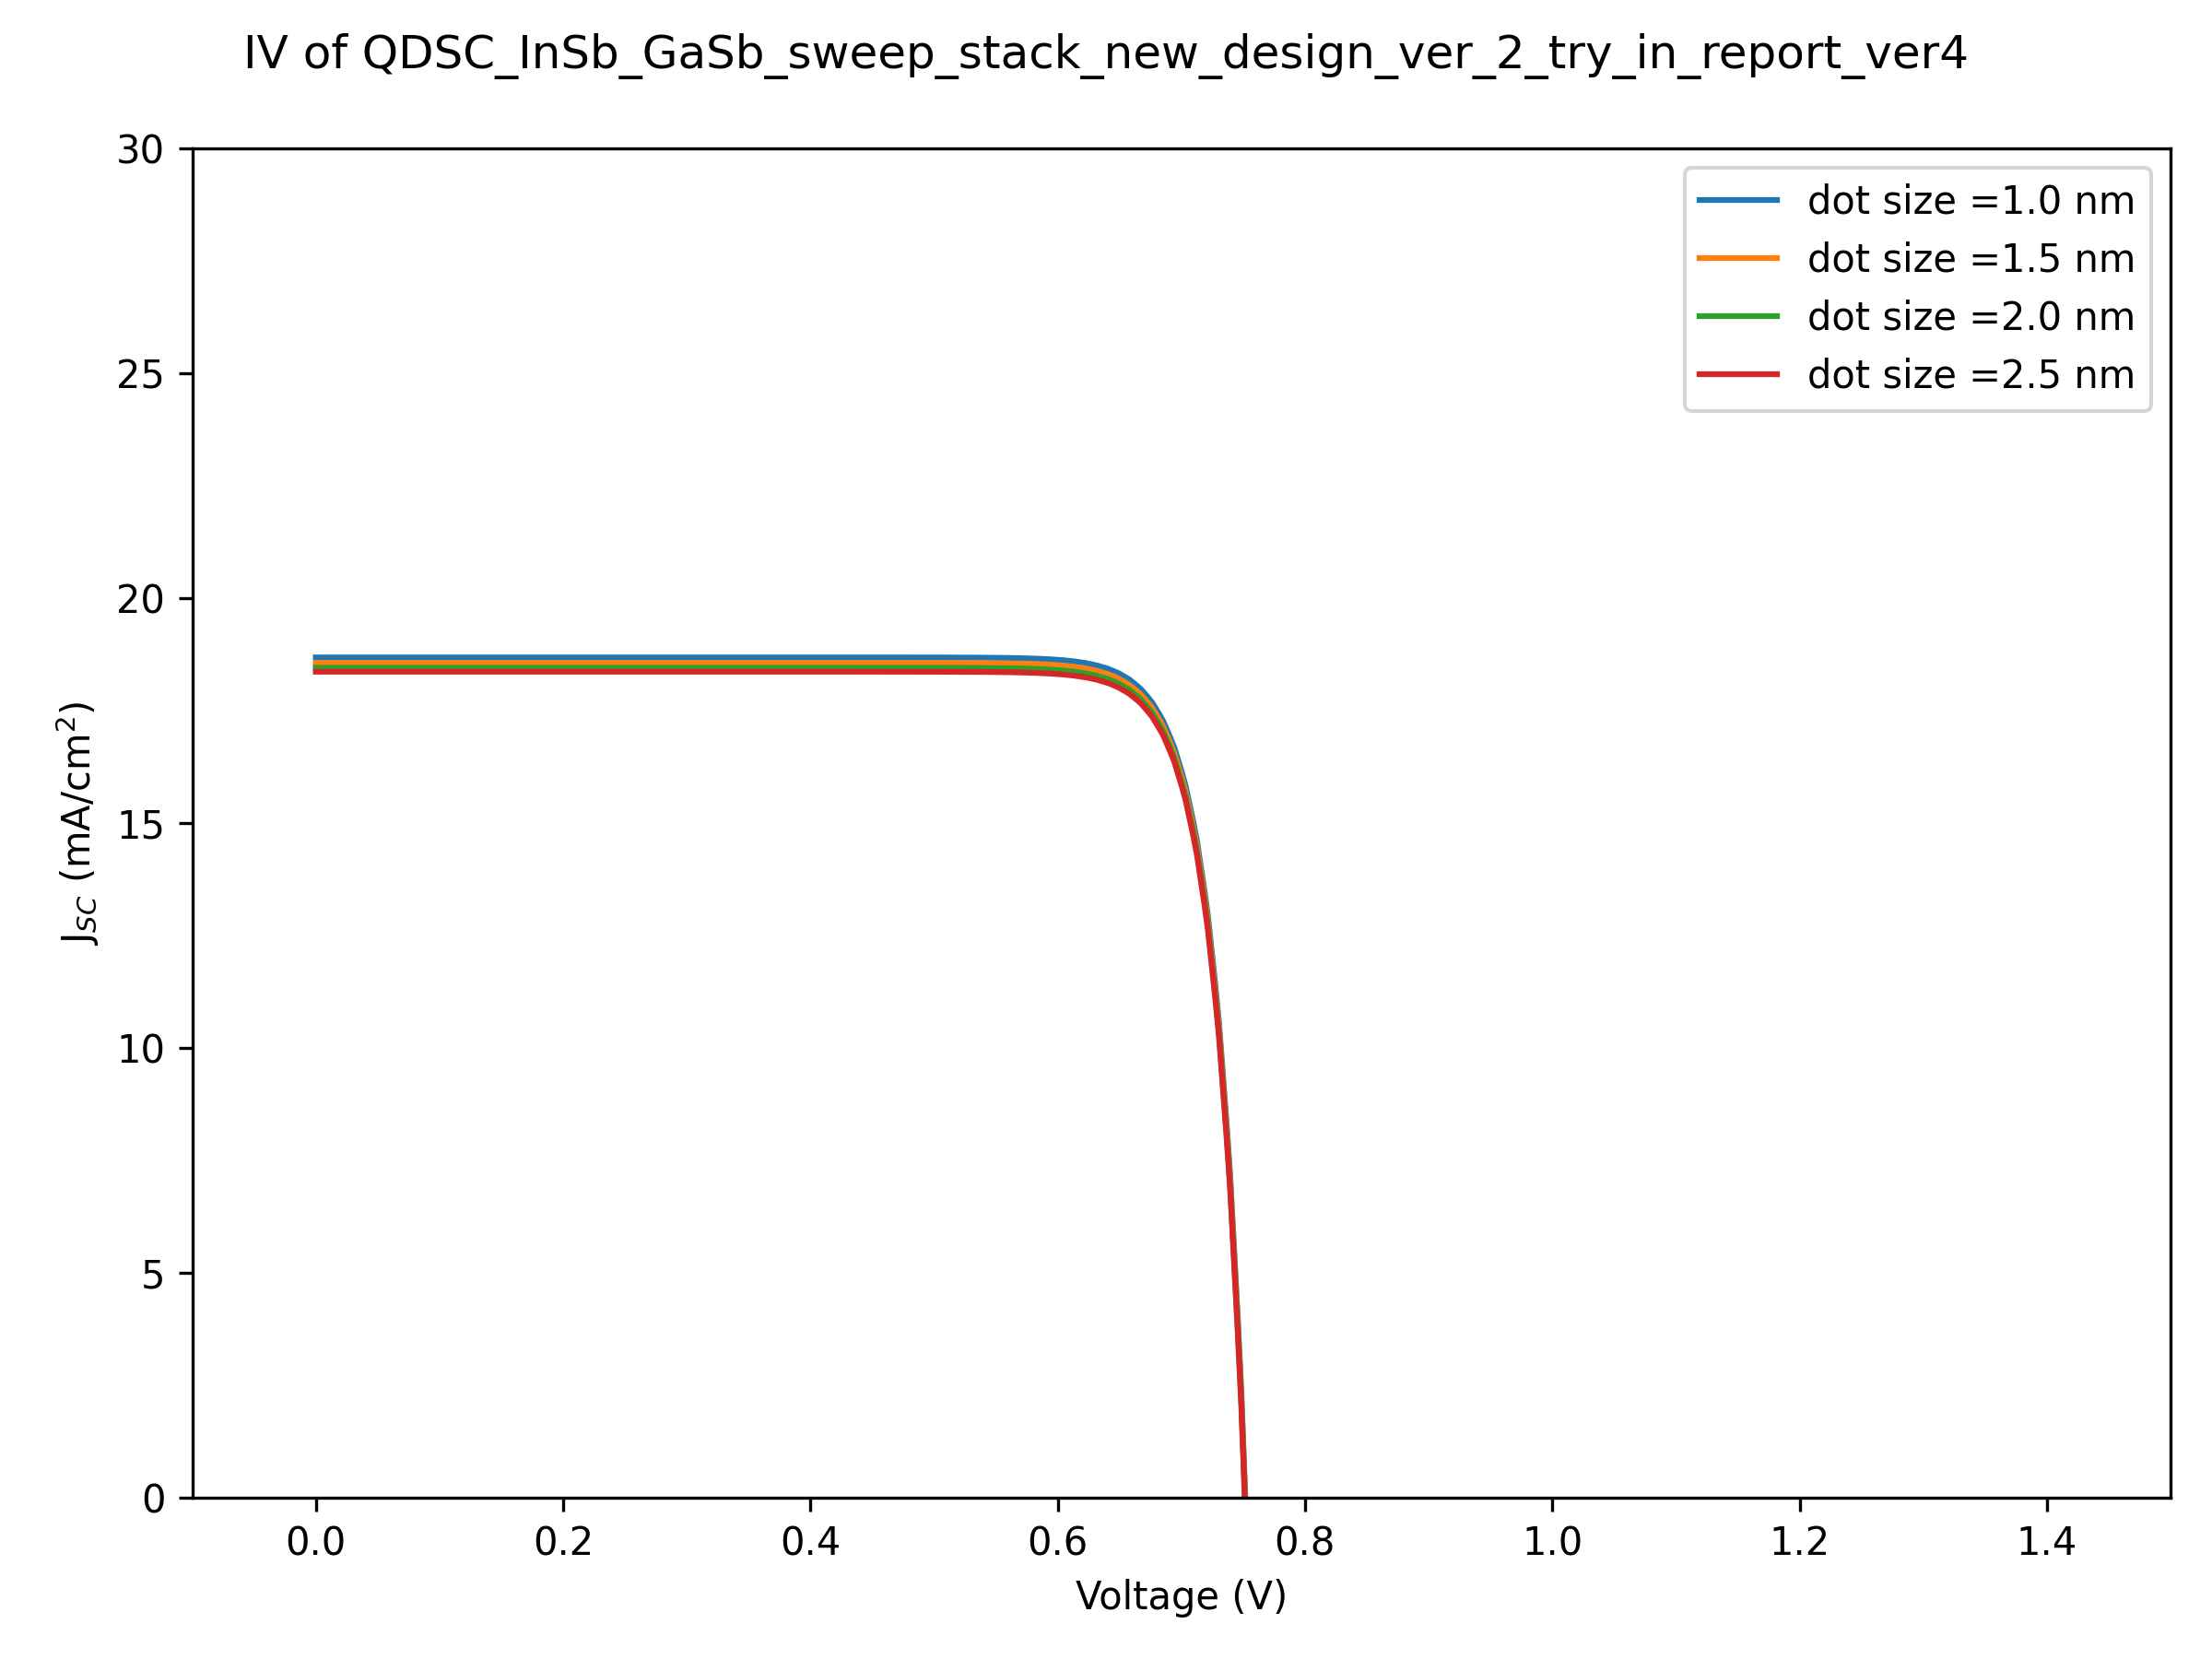 IV of QDSC_InSb_GaSb_sweep_stack_new_design_ver_2_try_in_report_ver4
30
25
20
15
10
5
0
J$_{SC}$ (mA/cm$^2$)
dot size =1.0 nm
dot size =1.5 nm
dot size =2.0 nm
dot size =2.5 nm
0.0 0.2 0.4 0.6 0.8 1.0 1.2 1.4
Voltage (V)